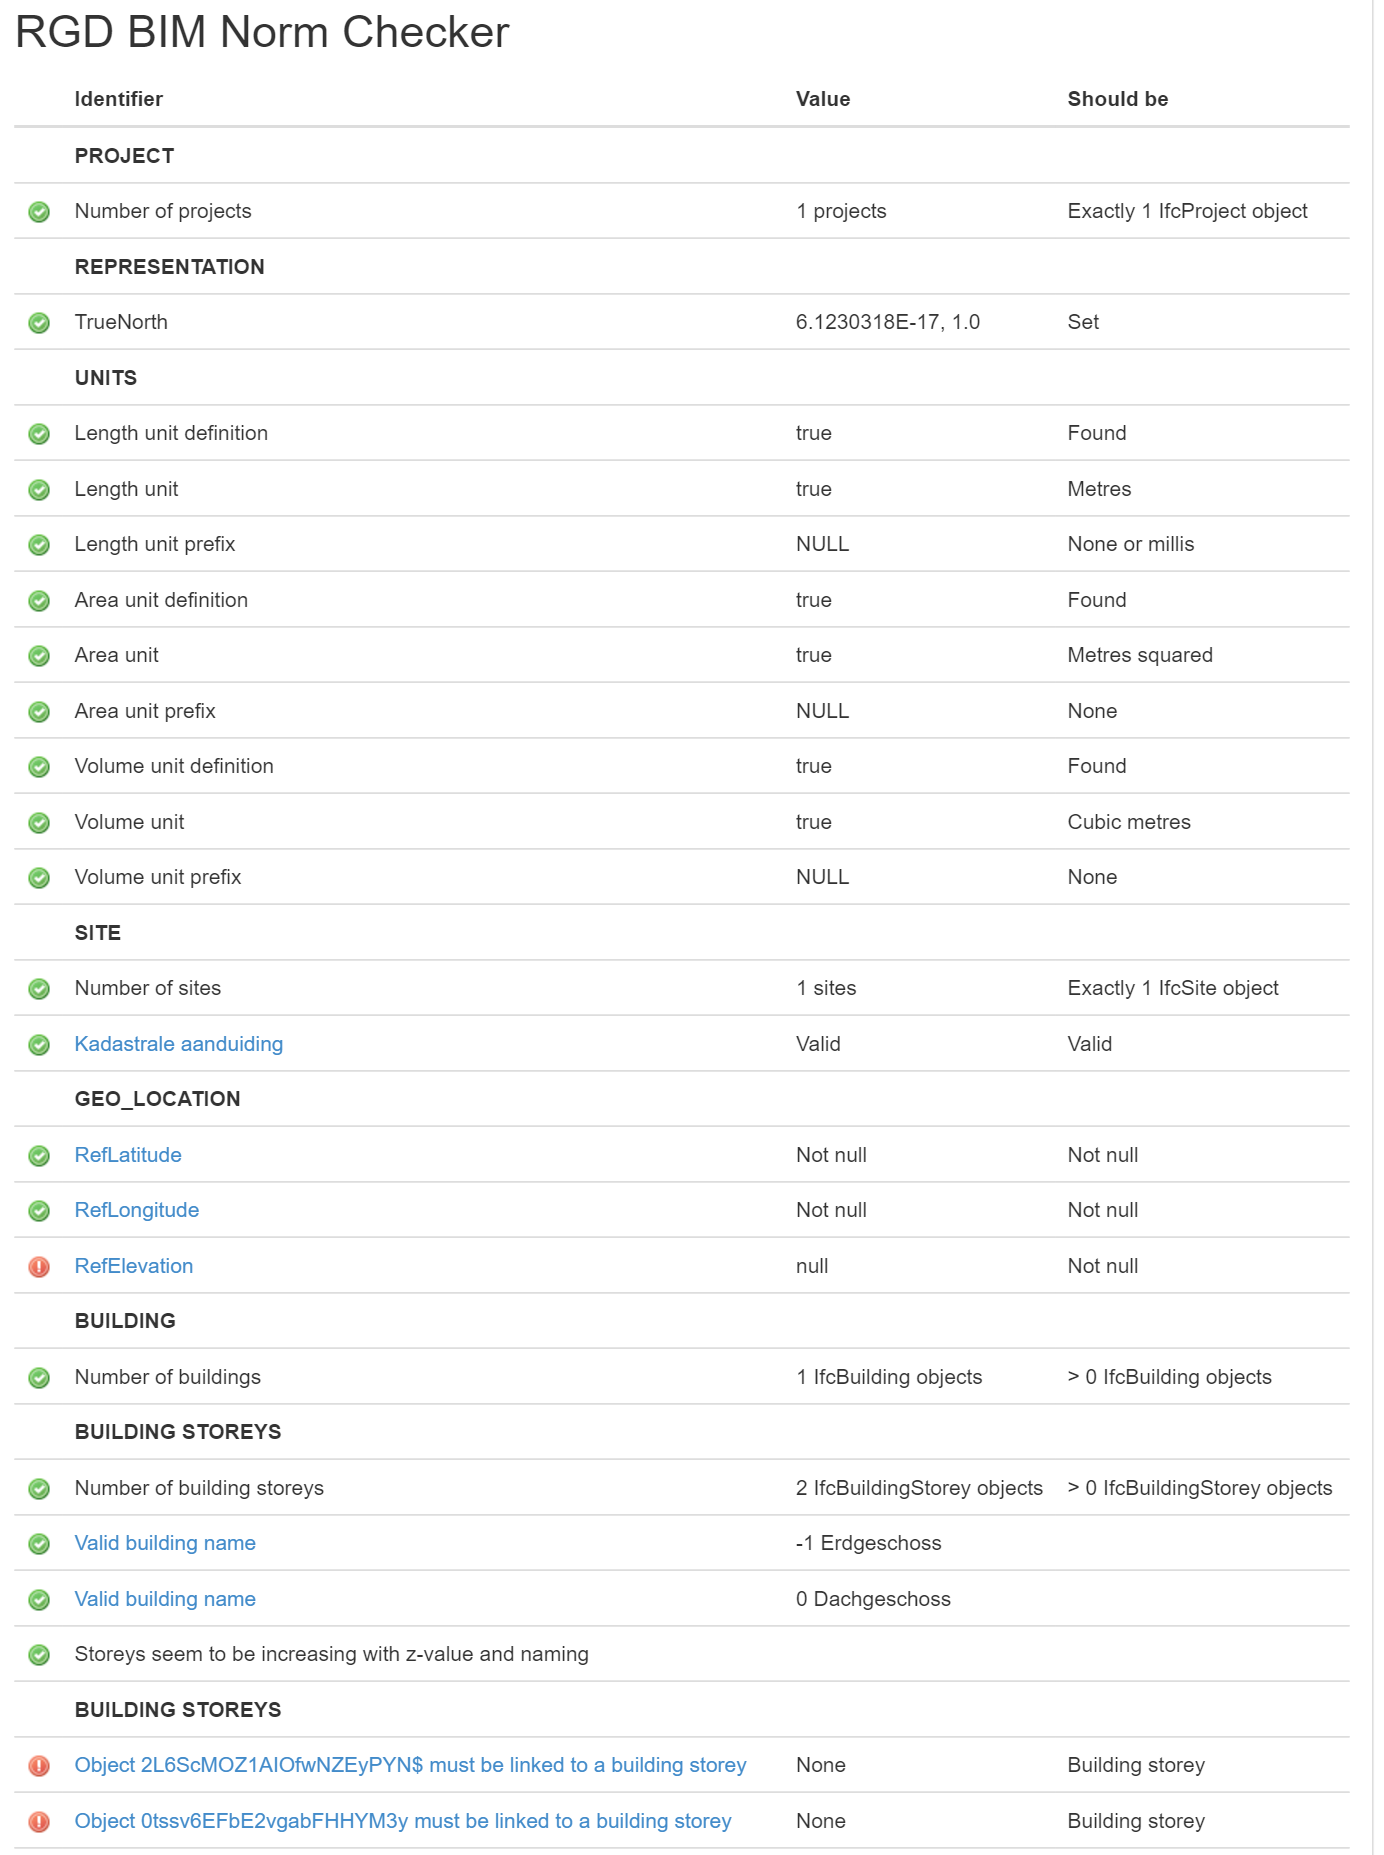 RGD BIM Norm Checker
Identifier Value Should be
PROJECT
Number of projects 1 projects Exactly 1 IfcProject object
REPRESENTATION
TrueNorth 6.1230318E-17, 1.0 Set
UNITS
Length unit definition true Found
Length unit true Metres
Length unit prefix NULL None or millis
Area unit definition true Found
Area unit true Metres squared
Area unit prefix NULL None
Volume unit definition true Found
Volume unit true Cubic metres
Volume unit prefix NULL None
SITE
Number of sites 1 sites Exactly 1 IfcSite object
Kadastrale aanduiding Valid Valid
GEO_LOCATION
RefLatitude Not null Not null
RefLongitude Not null Not null
RefElevation null Not null
BUILDING
Number of buildings 1 IfcBuilding objects > 0 IfcBuilding objects
BUILDING STOREYS
Number of building storeys 2 IfcBuildingStorey objects > 0 IfcBuildingStorey objects
Valid building name -1 Erdgeschoss
Valid building name 0 Dachgeschoss
Storeys seem to be increasing with z-value and naming
BUILDING STOREYS
Object 2L6ScMOZ1AIOfwNZEyPYN$ must be linked to a building storey None Building storey
Object 0tssv6EFbE2vgabFHHYM3y must be linked to a building storey None Building storey